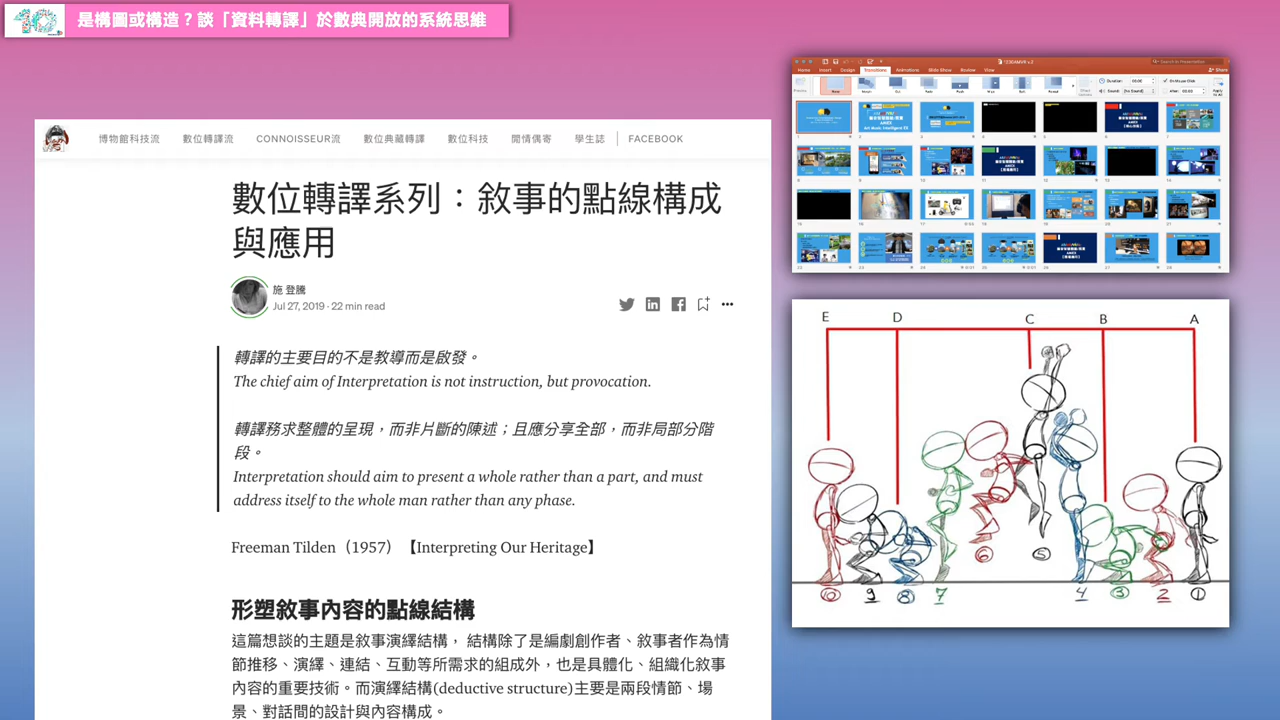 是構圖或構造？談「資料轉譯」於數典開放的系統思維
博物館科技流 數位轉譯流 CONNOISSEUR流 數位典藏轉譯 數位科技 閒情偶寄 學生誌 FACEBOOK
數位轉譯系列：敘事的點線構成
與應用
施 登騰
Jul 27, 2019 · 22 min read
轉譯的主要目的不是教導而是啟發。
The chief aim of Interpretation is not instruction, but provocation.
轉譯務求整體的呈現，而非片斷的陳述；且應分享全部，而非局部分階
段。
Interpretation should aim to present a whole rather than a part, and must
address itself to the whole man rather than any phase.
Freeman Tilden（1957）【Interpreting Our Heritage】
形塑敘事內容的點線結構
這篇想談的主題是敘事演繹結構， 結構除了是編劇創作者、敘事者作為情
節推移、演繹、連結、互動等所需求的組成外，也是具體化、組織化敘事
內容的重要技術。而演繹結構(deductive structure)主要是兩段情節、場
景、對話間的設計與內容構成。
Home Insert Design Transitions Animations Slide Show Review View
E D C B A
10 9 8 7 6 5 4 3 2 1